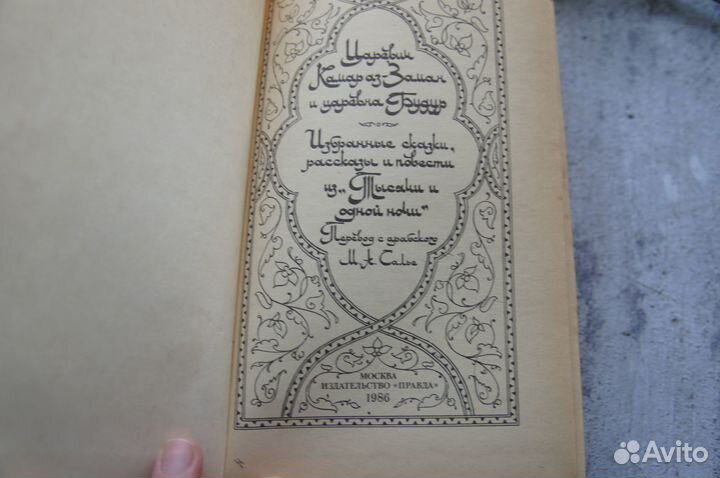 Царевич
Камар аз-Заман
и царевна Будур
Избранные сказки,
рассказы и повести
из „Тысячи и
одной ночи“
Перевод с арабского
М. А. Салье
МОСКВА
ИЗДАТЕЛЬСТВО «ПРАВДА»
1986
Avito